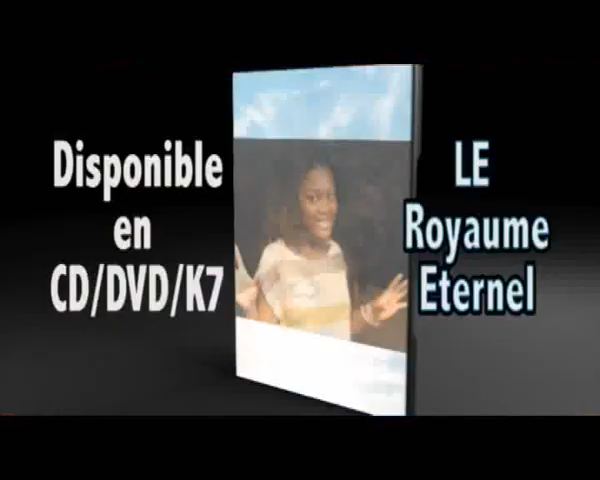 Disponible
en
CD/DVD/K7
LE
Royaume
Eternel